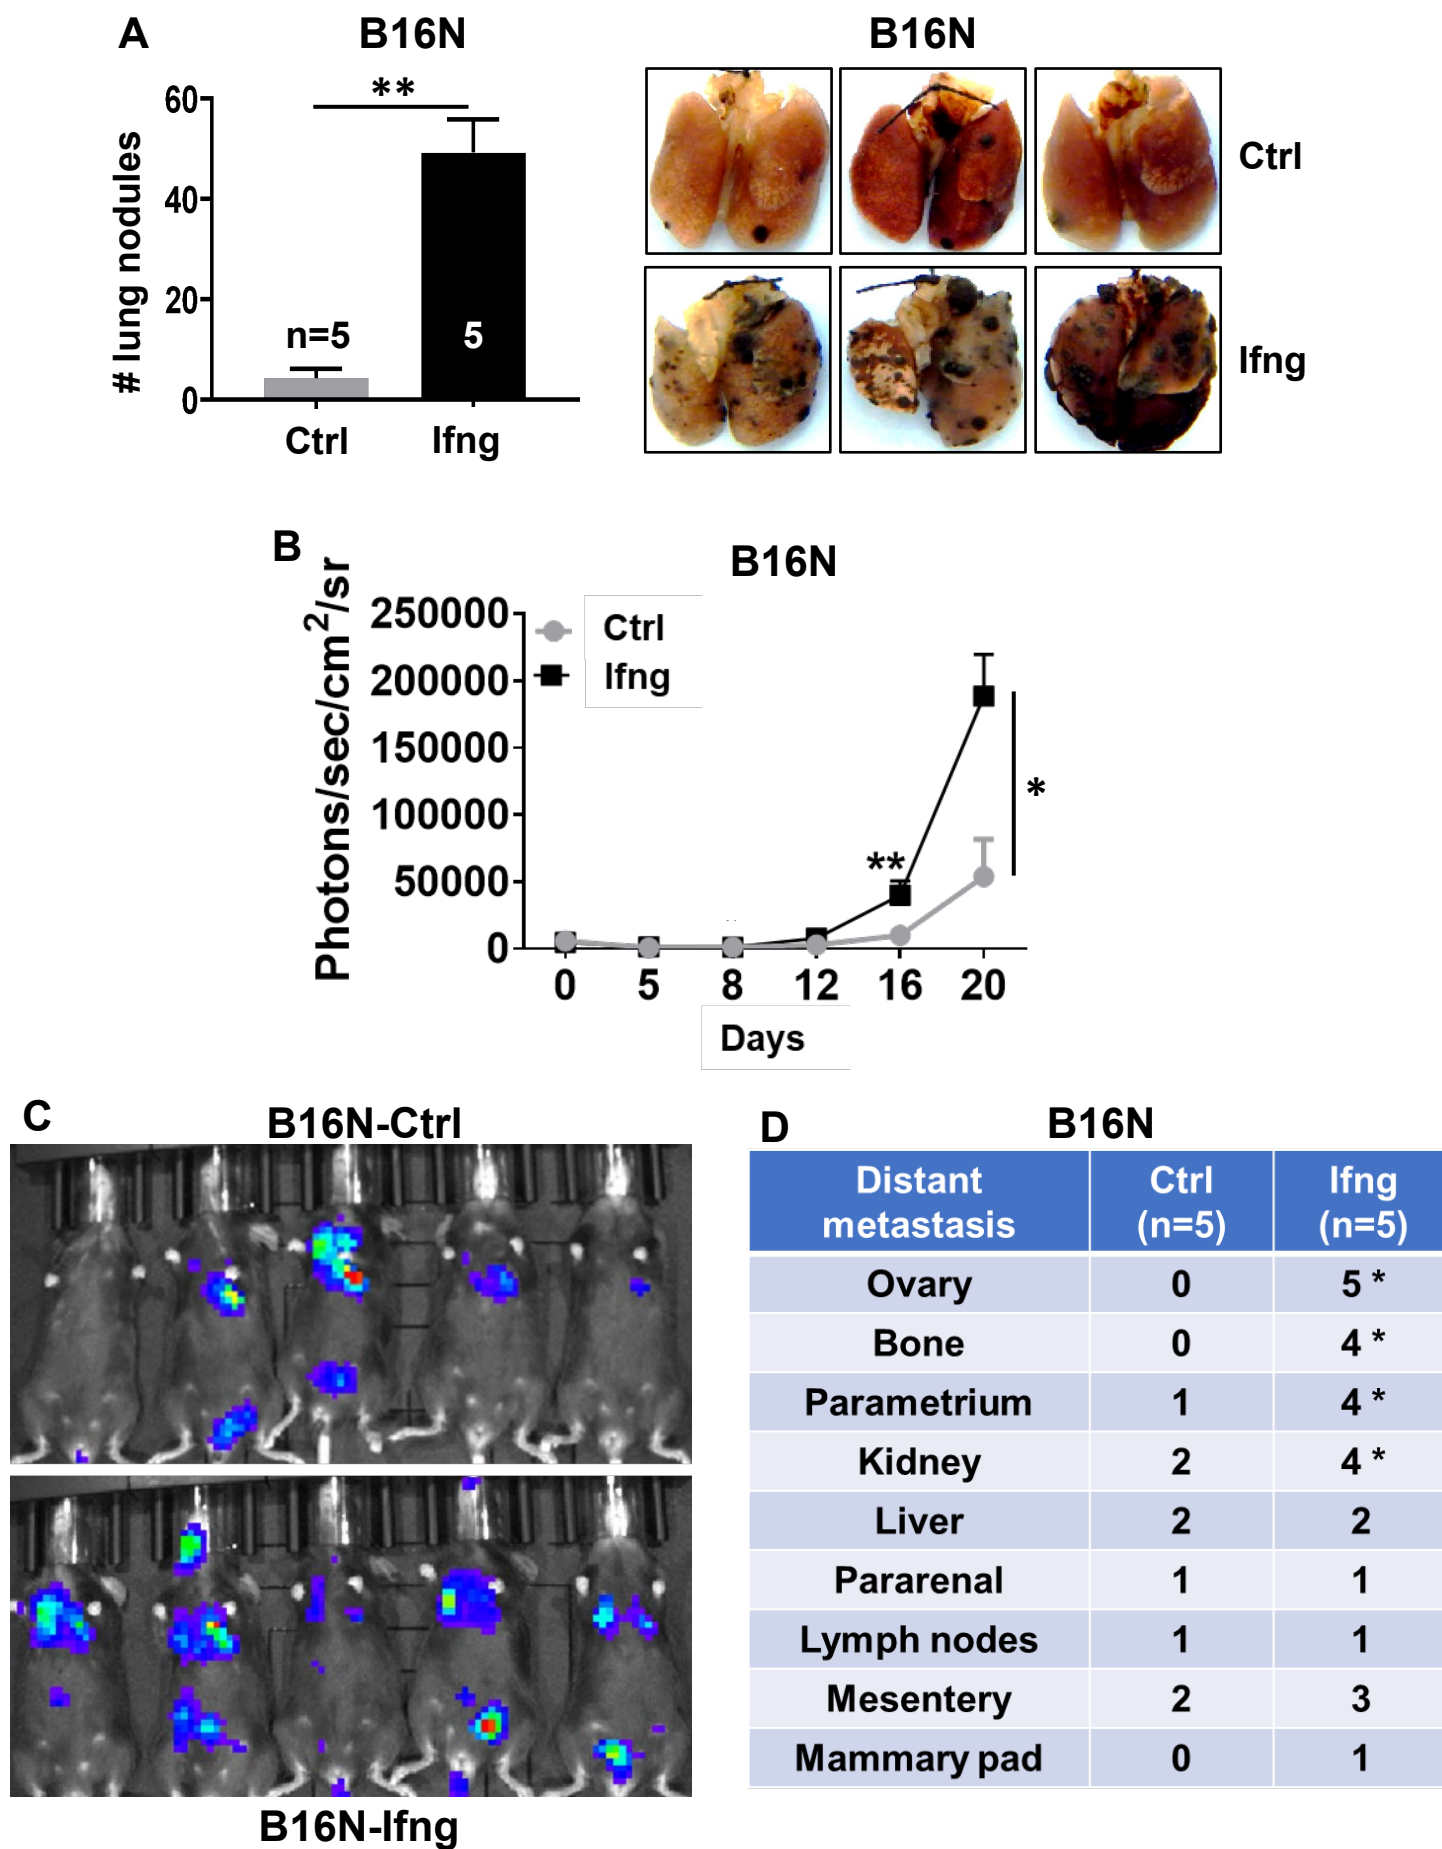 A
B16N
**
# lung nodules
60
40
20
0
n=5
5
Ctrl
Ifng
B16N
Ctrl
Ifng
B
B16N
Photons/sec/cm²/sr
250000
200000
150000
100000
50000
0
Ctrl
Ifng
**
*
0 5 8 12 16 20
Days
C
B16N-Ctrl
B16N-Ifng
D
B16N
Distant metastasis Ctrl (n=5) Ifng (n=5)
Ovary 0 5 *
Bone 0 4 *
Parametrium 1 4 *
Kidney 2 4 *
Liver 2 2
Pararenal 1 1
Lymph nodes 1 1
Mesentery 2 3
Mammary pad 0 1